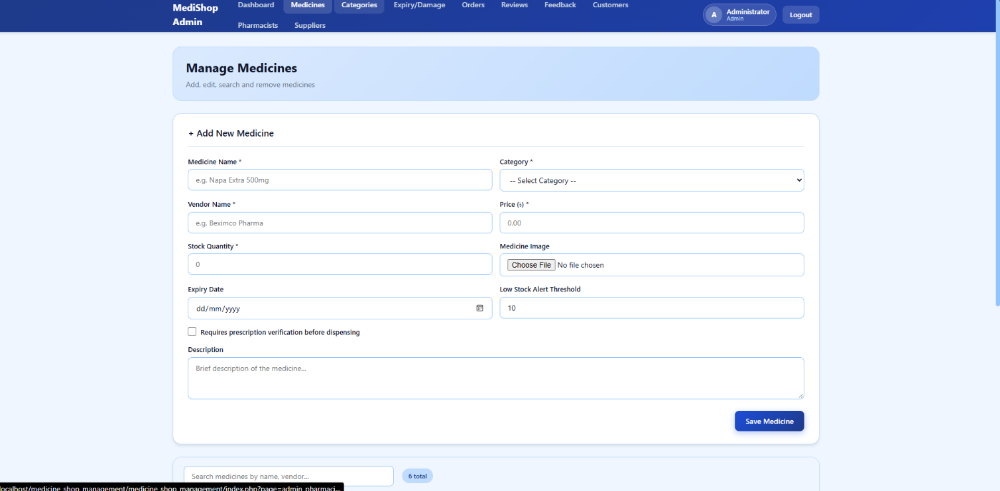 MediShop Admin
Dashboard Medicines Categories Expiry/Damage Orders Reviews Feedback Customers
Pharmacists Suppliers
A Administrator
Admin
Logout
Manage Medicines
Add, edit, search and remove medicines
+ Add New Medicine
Medicine Name * Category *
e.g. Napa Extra 500mg -- Select Category --
Vendor Name * Price (৳) *
e.g. Beximco Pharma 0.00
Stock Quantity * Medicine Image
0 Choose File No file chosen
Expiry Date Low Stock Alert Threshold
dd/mm/yyyy 10
Requires prescription verification before dispensing
Description
Brief description of the medicine...
Save Medicine
Search medicines by name, vendor... 6 total
localhost/medicine_shop_management/medicine_shop_management/index.php?page=admin_pharmaci...